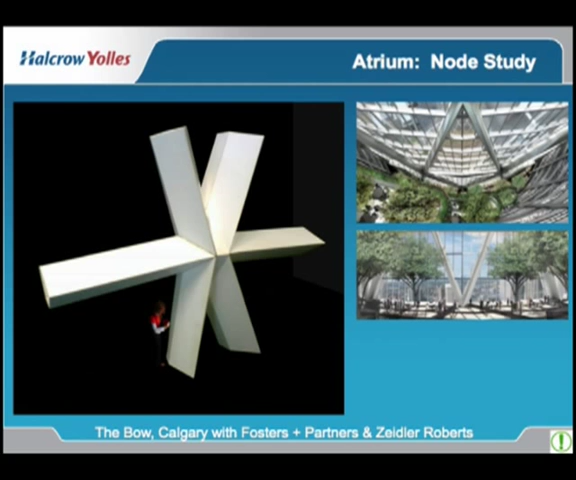 Halcrow Yolles
Atrium: Node Study
The Bow, Calgary with Fosters + Partners & Zeidler Roberts